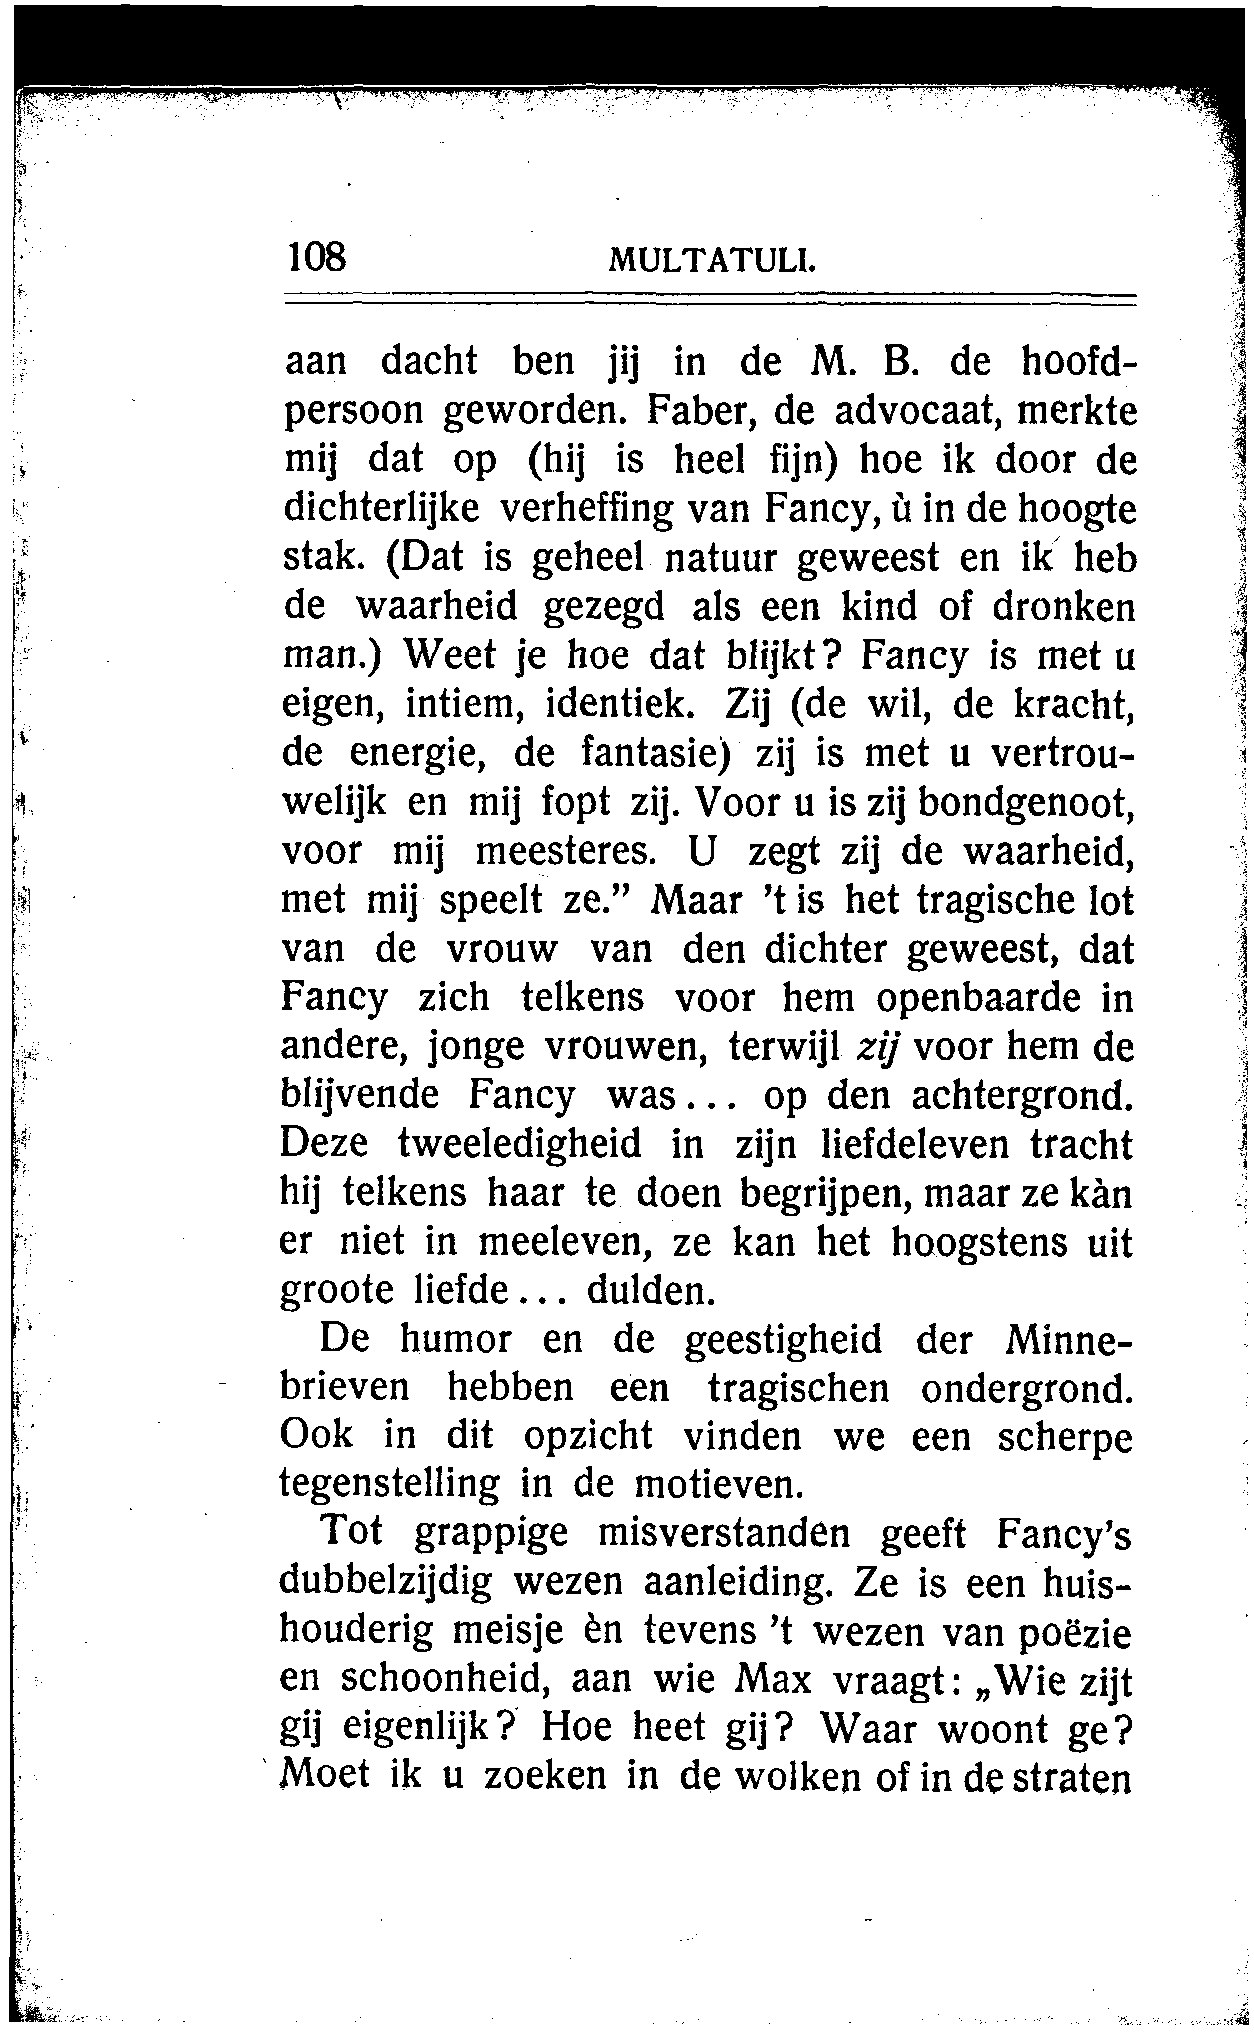 108 MULTATULI.
aan dacht ben jij in de M. B. de hoofd-
persoon geworden. Faber, de advocaat, merkte
mij dat op (hij is heel fijn) hoe ik door de
dichterlijke verheffing van Fancy, ù in de hoogte
stak. (Dat is geheel natuur geweest en ik heb
de waarheid gezegd als een kind of dronken
man.) Weet je hoe dat blijkt? Fancy is met u
eigen, intiem, identiek. Zij (de wil, de kracht,
de energie, de fantasie) zij is met u vertrou-
welijk en mij fopt zij. Voor u is zij bondgenoot,
voor mij meesteres. U zegt zij de waarheid,
met mij speelt ze.” Maar ’t is het tragische lot
van de vrouw van den dichter geweest, dat
Fancy zich telkens voor hem openbaarde in
andere, jonge vrouwen, terwijl zij voor hem de
blijvende Fancy was... op den achtergrond.
Deze tweeledigheid in zijn liefdeleven tracht
hij telkens haar te doen begrijpen, maar ze kàn
er niet in meeleven, ze kan het hoogstens uit
groote liefde... dulden.
De humor en de geestigheid der Minne-
brieven hebben een tragischen ondergrond.
Ook in dit opzicht vinden we een scherpe
tegenstelling in de motieven.
Tot grappige misverstanden geeft Fancy’s
dubbelzijdig wezen aanleiding. Ze is een huis-
houderig meisje èn tevens ’t wezen van poëzie
en schoonheid, aan wie Max vraagt: „Wie zijt
gij eigenlijk? Hoe heet gij? Waar woont ge?
Moet ik u zoeken in de wolken of in de straten